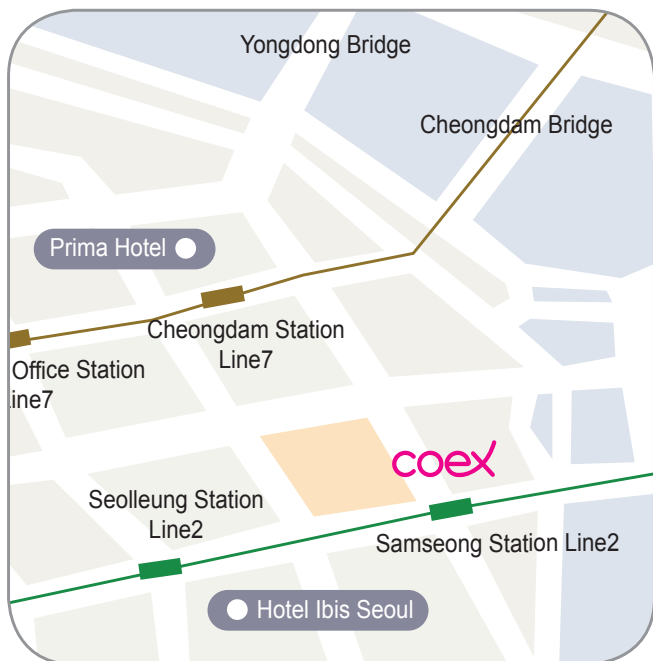 Yongdong Bridge
Cheongdam Bridge
Prima Hotel
Cheongdam Station
Line7
Office Station
ine7
coex
Seolleung Station
Line2
Samseong Station Line2
Hotel Ibis Seoul